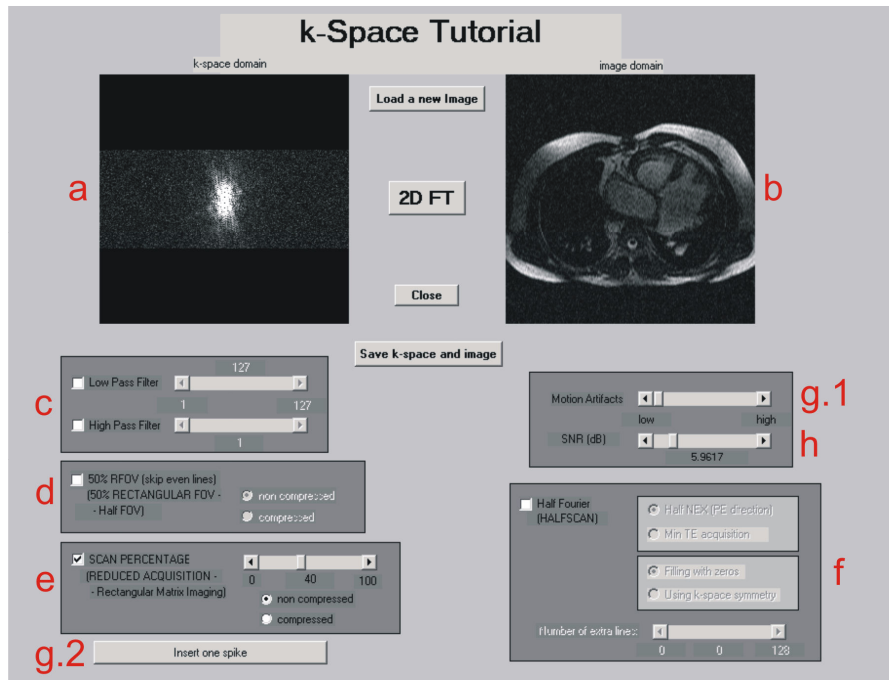 k-Space Tutorial
k-space domain
image domain
Load a new Image
a
2D FT
b
Close
Save k-space and image
c
Low Pass Filter
127
1
127
High Pass Filter
1
Motion Artifacts
low
high
g.1
SNR (dB)
5.9617
h
d
50% RFOV (skip even lines)
(50% RECTANGULAR FOV -
- Half FOV)
non compressed
compressed
e
SCAN PERCENTAGE
(REDUCED ACQUISITION -
- Rectangular Matrix Imaging)
0
40
100
non compressed
compressed
Half Fourier
(HALFSCAN)
Half NEX (PE direction)
Min TE acquisition
Filling with zeros
Using k-space symmetry
f
Number of extra lines:
0
0
128
g.2
Insert one spike